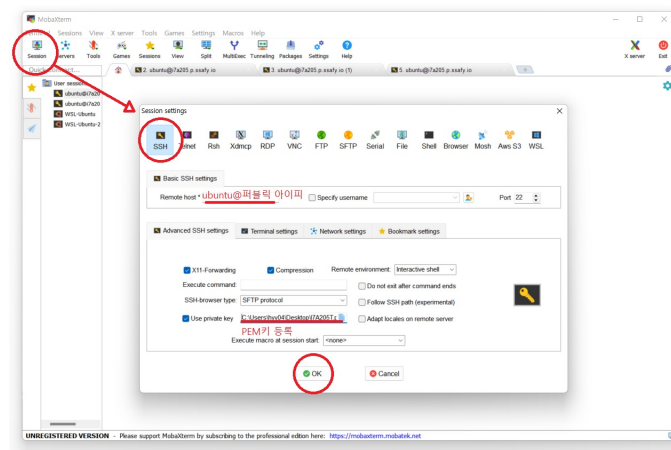 MobaXterm
Terminal Sessions View X server Tools Games Settings Macros Help
Session Servers Tools Games Sessions View Split MultiExec Tunneling Packages Settings Help X server Exit
Quick connect...
2. ubuntu@i7a205.p.ssafy.io
3. ubuntu@i7a205.p.ssafy.io (1)
5. ubuntu@i7a205.p.ssafy.io
User sessions
ubuntu@i7a20
ubuntu@i7a20
WSL-Ubuntu
WSL-Ubuntu-2
Session settings
SSH Telnet Rsh Xdmcp RDP VNC FTP SFTP Serial File Shell Browser Mosh Aws S3 WSL
Basic SSH settings
Remote host * ubuntu@퍼블릭 아이피 Specify username Port 22
Advanced SSH settings Terminal settings Network settings Bookmark settings
X11-Forwarding Compression Remote environment: Interactive shell
Execute command: Do not exit after command ends
SSH-browser type: SFTP protocol Follow SSH path (experimental)
Use private key C:\Users\hyy04\Desktop\I7A205T.p Adapt locales on remote server
PEM키 등록
Execute macro at session start: <none>
OK Cancel
UNREGISTERED VERSION - Please support MobaXterm by subscribing to the professional edition here: https://mobaxterm.mobatek.net